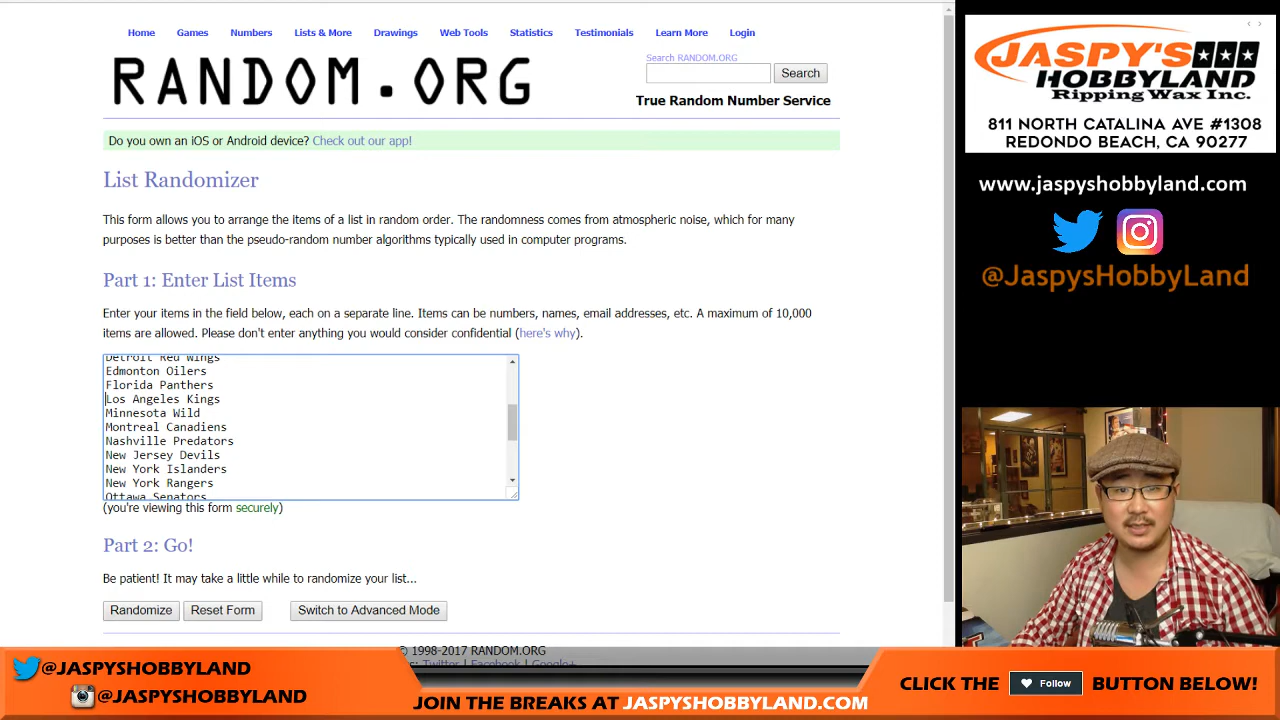 Home Games Numbers Lists & More Drawings Web Tools Statistics Testimonials Learn More Login
RANDOM.ORG
Search RANDOM.ORG
Search
True Random Number Service
Do you own an iOS or Android device? Check out our app!
List Randomizer
This form allows you to arrange the items of a list in random order. The randomness comes from atmospheric noise, which for many
purposes is better than the pseudo-random number algorithms typically used in computer programs.
Part 1: Enter List Items
Enter your items in the field below, each on a separate line. Items can be numbers, names, email addresses, etc. A maximum of 10,000
items are allowed. Please don't enter anything you would consider confidential (here's why).
Detroit Red Wings
Edmonton Oilers
Florida Panthers
Los Angeles Kings
Minnesota Wild
Montreal Canadiens
Nashville Predators
New Jersey Devils
New York Islanders
New York Rangers
Ottawa Senators
(you're viewing this form securely)
Part 2: Go!
Be patient! It may take a little while to randomize your list...
Randomize Reset Form Switch to Advanced Mode
© 1998-2017 RANDOM.ORG
Twitter | Facebook | Google+
JASPY'S
HOBBYLAND
Ripping Wax Inc.
811 NORTH CATALINA AVE #1308
REDONDO BEACH, CA 90277
www.jaspyshobbyland.com
@JaspysHobbyLand
@JASPYSHOBBYLAND
@JASPYSHOBBYLAND
JOIN THE BREAKS AT JASPYSHOBBYLAND.COM
CLICK THE Follow BUTTON BELOW!